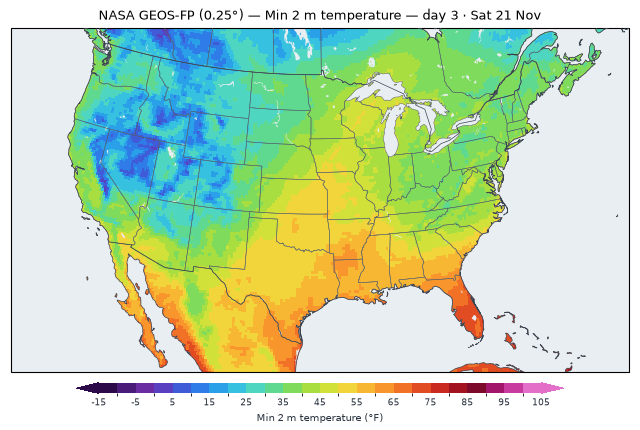 NASA GEOS-FP (0.25°) — Min 2 m temperature — day 3 · Sat 21 Nov
-15 -5 5 15 25 35 45 55 65 75 85 95 105
Min 2 m temperature (°F)